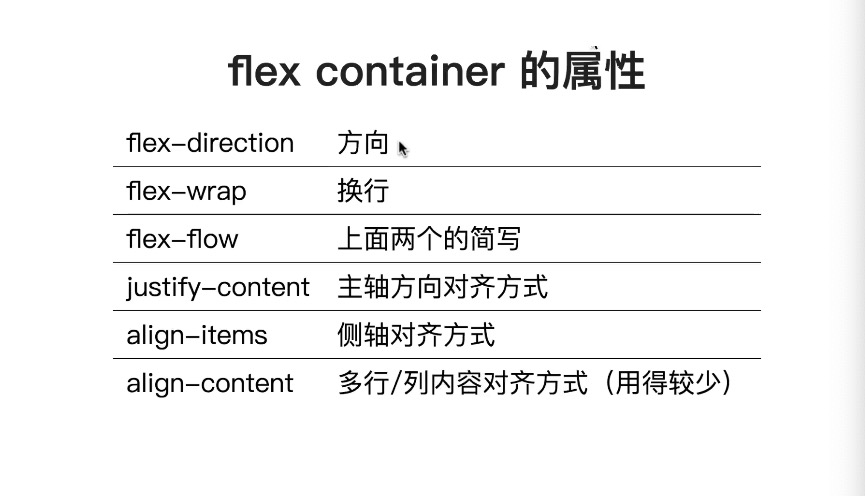 flex container 的属性
flex-direction 方向
flex-wrap 换行
flex-flow 上面两个的简写
justify-content 主轴方向对齐方式
align-items 侧轴对齐方式
align-content 多行/列内容对齐方式（用得较少）